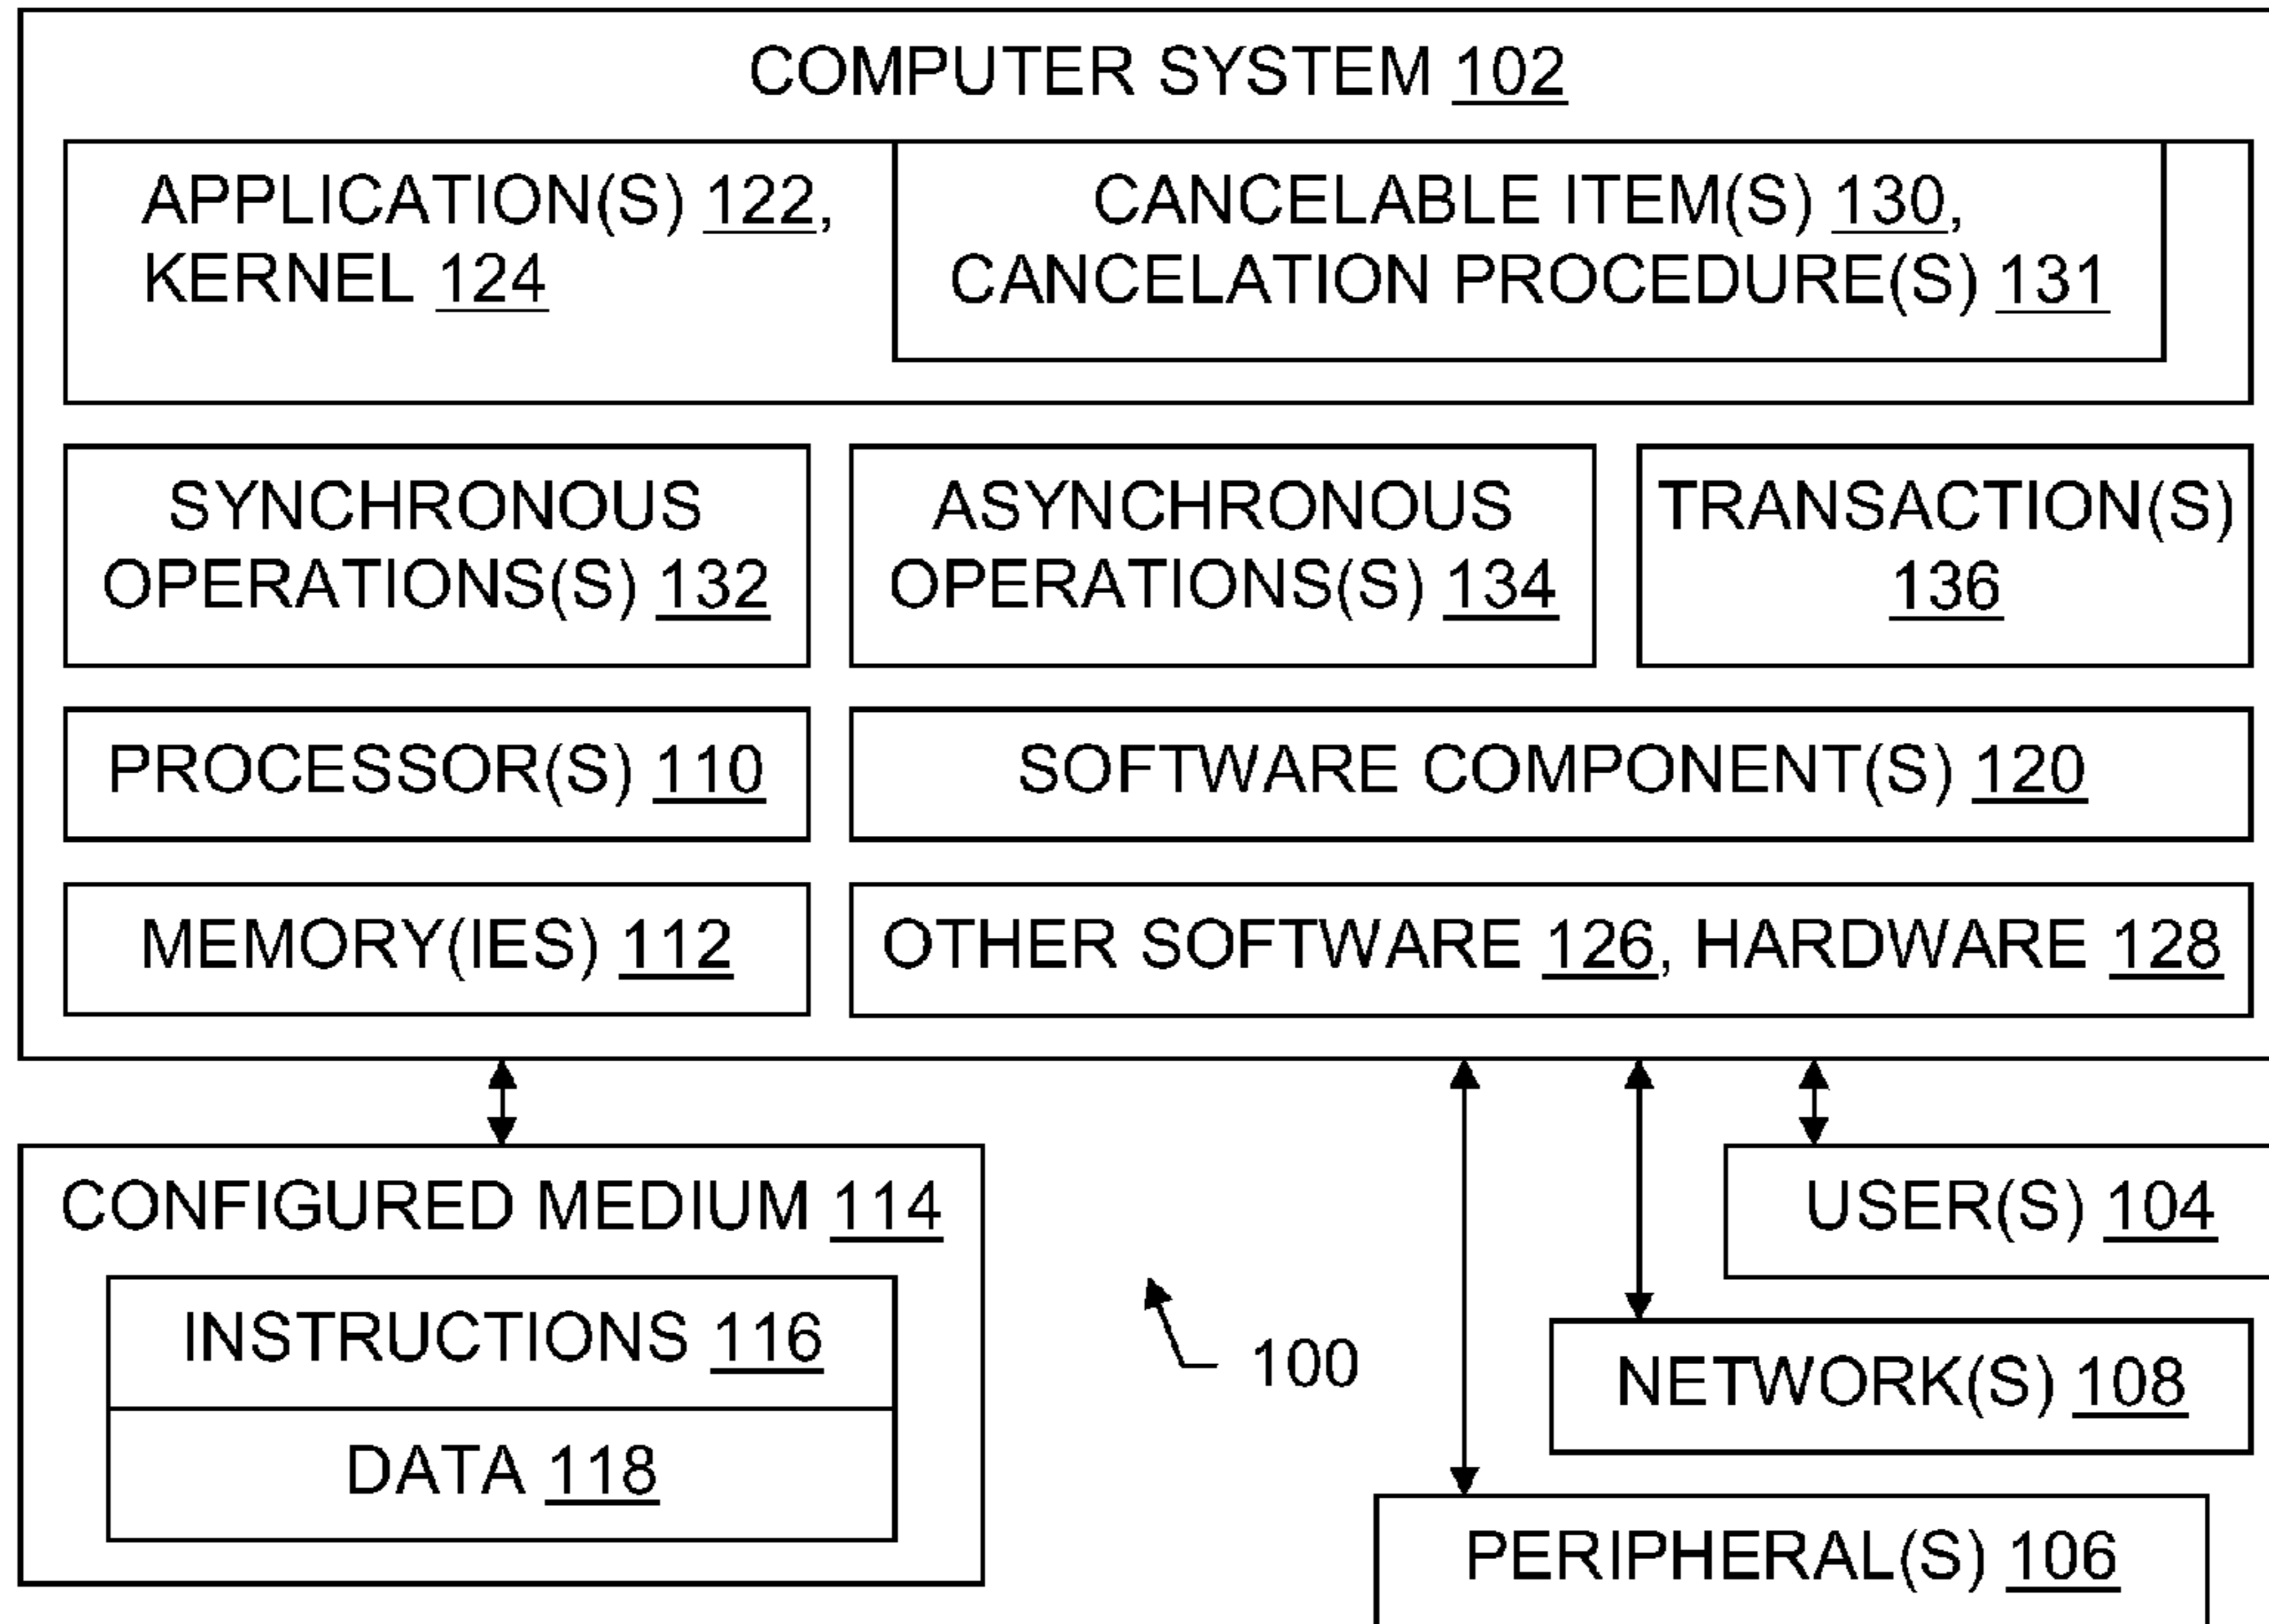 COMPUTER SYSTEM 102
APPLICATION(S) 122,
KERNEL 124
CANCELABLE ITEM(S) 130,
CANCELATION PROCEDURE(S) 131
SYNCHRONOUS
OPERATIONS(S) 132
ASYNCHRONOUS
OPERATIONS(S) 134
TRANSACTION(S)
136
PROCESSOR(S) 110
SOFTWARE COMPONENT(S) 120
MEMORY(IES) 112
OTHER SOFTWARE 126, HARDWARE 128
CONFIGURED MEDIUM 114
INSTRUCTIONS 116
DATA 118
100
USER(S) 104
NETWORK(S) 108
PERIPHERAL(S) 106